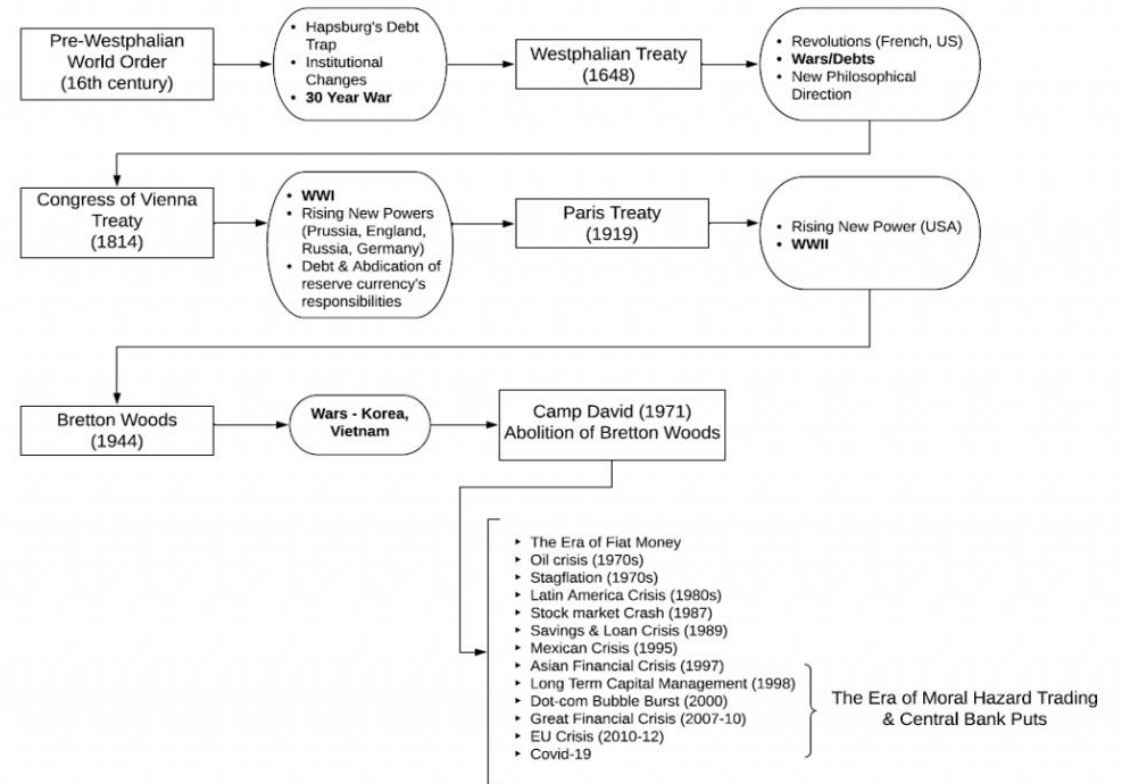 Pre-Westphalian
World Order
(16th century)
• Hapsburg's Debt
Trap
• Institutional
Changes
• 30 Year War
Westphalian Treaty
(1648)
• Revolutions (French, US)
• Wars/Debts
• New Philosophical
Direction
Congress of Vienna
Treaty
(1814)
• WWI
• Rising New Powers
(Prussia, England,
Russia, Germany)
• Debt & Abdication of
reserve currency's
responsibilities
Paris Treaty
(1919)
• Rising New Power (USA)
• WWII
Bretton Woods
(1944)
Wars - Korea,
Vietnam
Camp David (1971)
Abolition of Bretton Woods
‣ The Era of Fiat Money
‣ Oil crisis (1970s)
‣ Stagflation (1970s)
‣ Latin America Crisis (1980s)
‣ Stock market Crash (1987)
‣ Savings & Loan Crisis (1989)
‣ Mexican Crisis (1995)
‣ Asian Financial Crisis (1997)
‣ Long Term Capital Management (1998)
‣ Dot-com Bubble Burst (2000)
‣ Great Financial Crisis (2007-10)
‣ EU Crisis (2010-12)
‣ Covid-19
The Era of Moral Hazard Trading
& Central Bank Puts